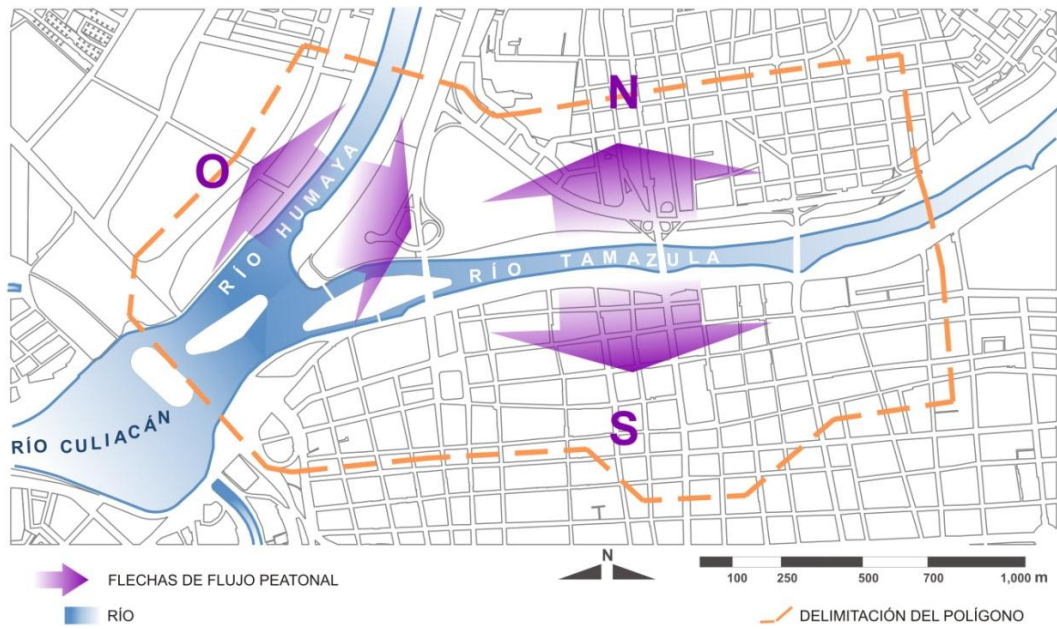 N
O
RÍO HUMAYA
RÍO TAMAZULA
S
RÍO CULIACÁN
FLECHAS DE FLUJO PEATONAL
RÍO
N
100 250 500 700 1,000 m
DELIMITACIÓN DEL POLÍGONO